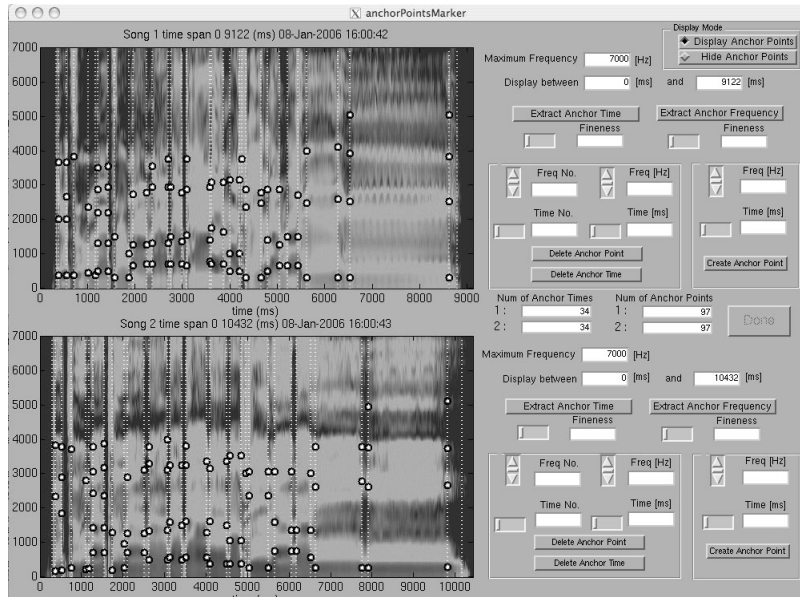 anchorPointsMarker
Song 1 time span 0 9122 (ms) 08-Jan-2006 16:00:42
7000
6000
5000
4000
3000
2000
1000
0
0 1000 2000 3000 4000 5000 6000 7000 8000 9000
time (ms)
Display Mode
Display Anchor Points
Hide Anchor Points
Maximum Frequency 7000 [Hz]
Display between 0 [ms] and 9122 [ms]
Extract Anchor Time Extract Anchor Frequency
Fineness Fineness
Freq No. Freq [Hz] Freq [Hz]
Time No. Time [ms] Time [ms]
Delete Anchor Point
Delete Anchor Time
Create Anchor Point
Num of Anchor Times Num of Anchor Points
1 : 34 1 : 97
2 : 34 2 : 97
Done
Song 2 time span 0 10432 (ms) 08-Jan-2006 16:00:43
7000
6000
5000
4000
3000
2000
1000
0
0 1000 2000 3000 4000 5000 6000 7000 8000 9000 10000
time (ms)
Maximum Frequency 7000 [Hz]
Display between 0 [ms] and 10432 [ms]
Extract Anchor Time Extract Anchor Frequency
Fineness Fineness
Freq No. Freq [Hz] Freq [Hz]
Time No. Time [ms] Time [ms]
Delete Anchor Point
Delete Anchor Time
Create Anchor Point